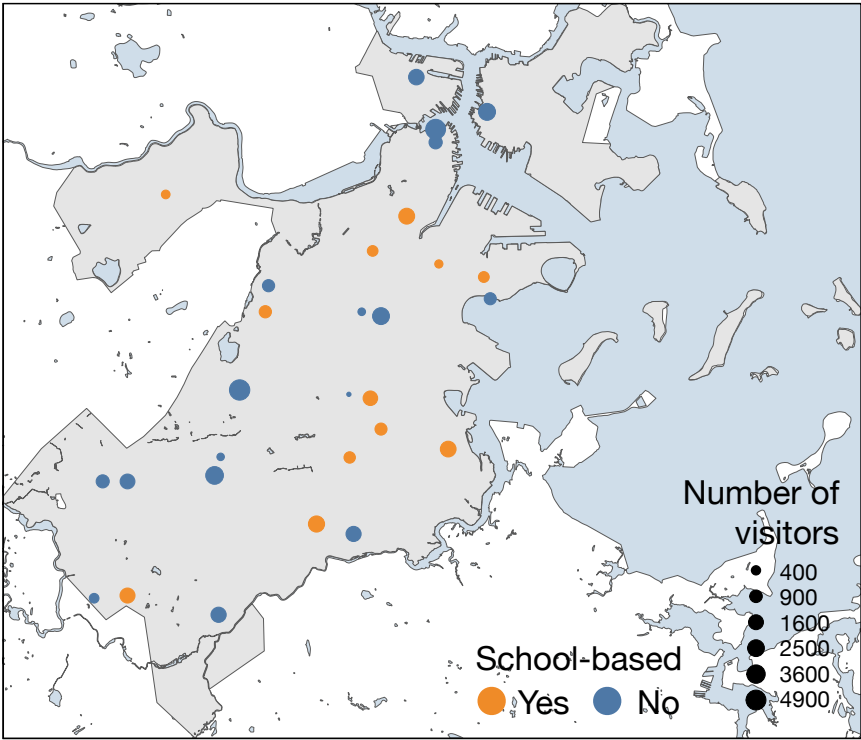 Number of
visitors
400
900
1600
2500
3600
4900
School-based
Yes No